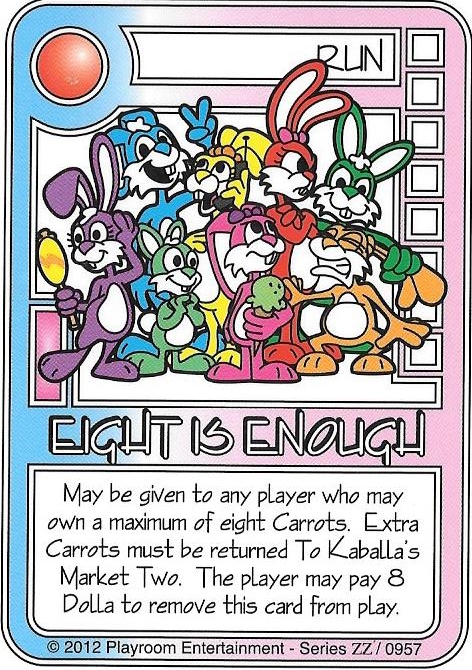 RUN
EIGHT IS ENOUGH
May be given to any player who may
own a maximum of eight Carrots. Extra
Carrots must be returned To Kaballa's
Market Two. The player may pay 8
Dolla to remove this card from play.
© 2012 Playroom Entertainment - Series ZZ / 0957